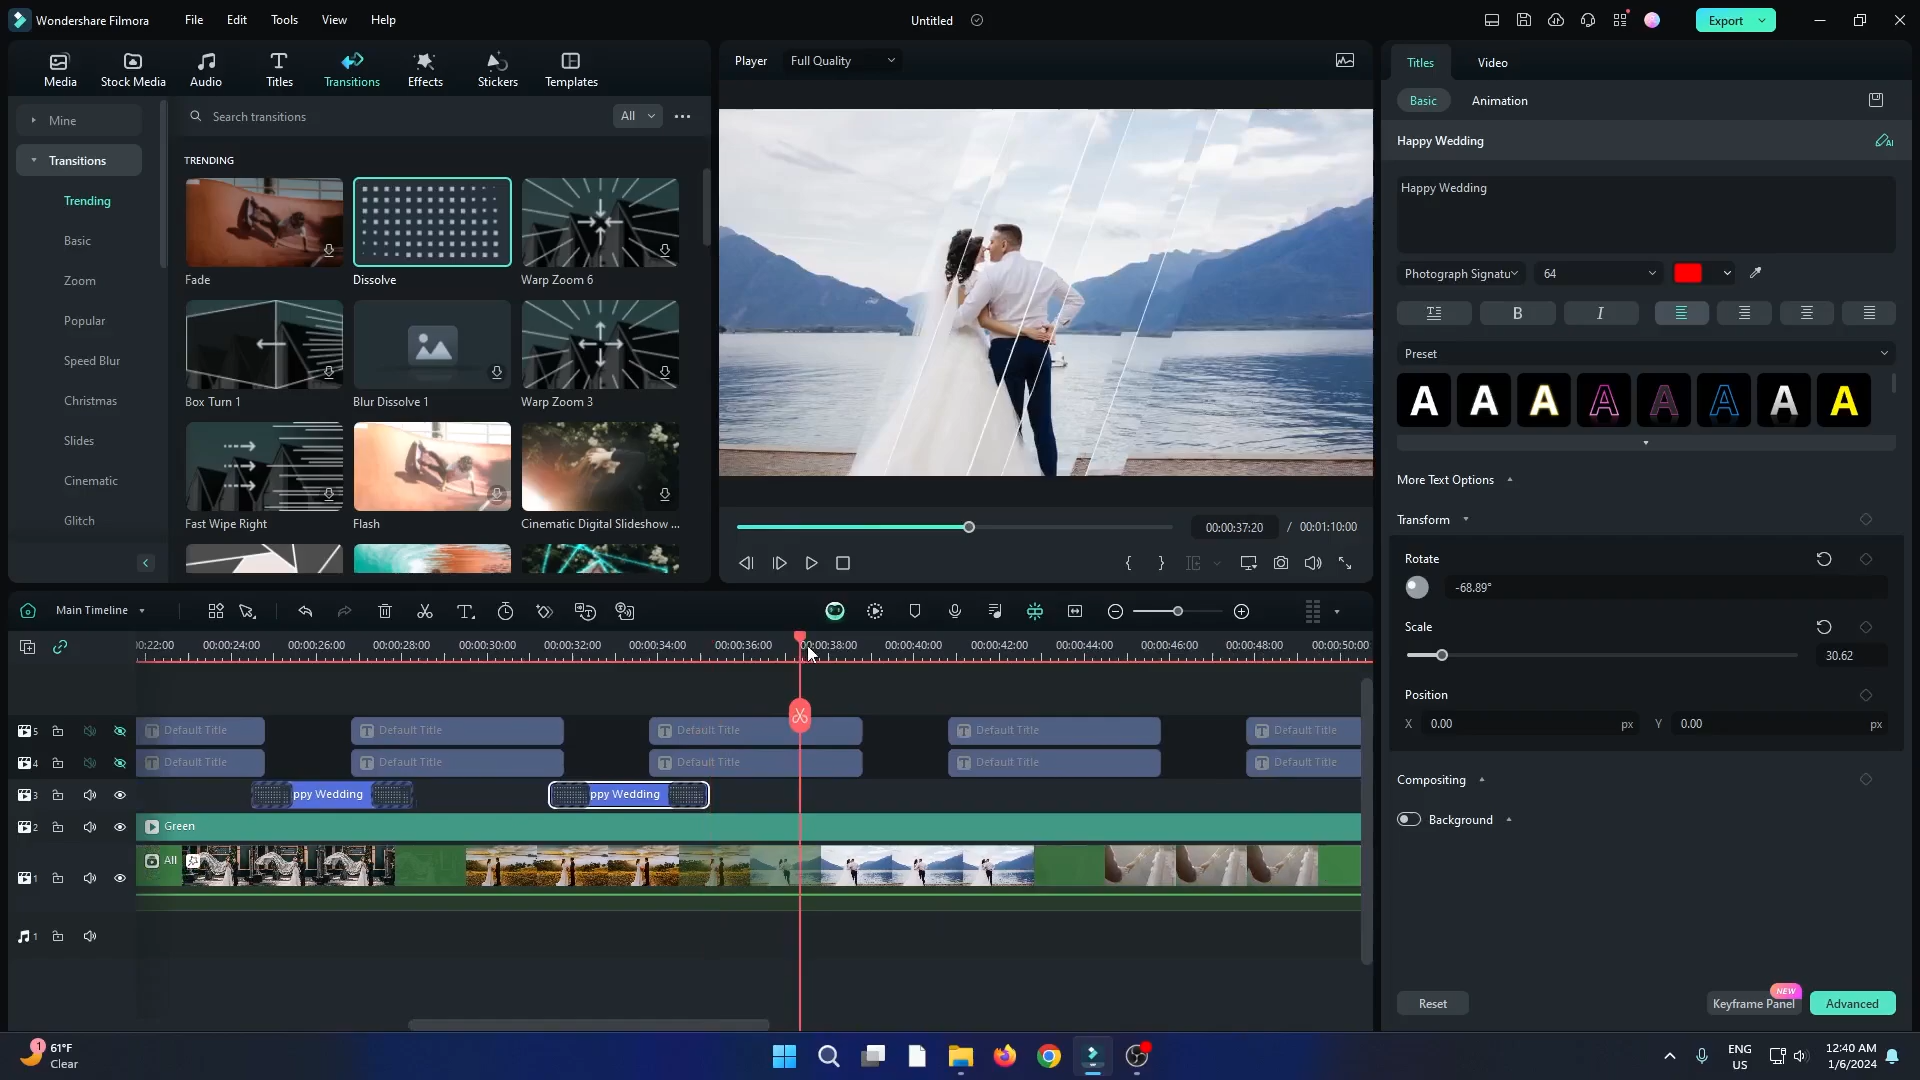 Wondershare Filmora
File
Edit
Tools
View
Help
Untitled
Export
Media
Stock Media
Audio
Titles
Transitions
Effects
Stickers
Templates
Player
Full Quality
Titles
Video
Basic
Animation
Mine
Search transitions
All
Happy Wedding
AI
Transitions
TRENDING
Happy Wedding
Trending
Basic
Zoom
Popular
Speed Blur
Christmas
Slides
Cinematic
Glitch
Fade
Dissolve
Warp Zoom 6
Box Turn 1
Blur Dissolve 1
Warp Zoom 3
Fast Wipe Right
Flash
Cinematic Digital Slideshow ...
Photograph Signatu
64
B
I
Preset
A A A A A A A A
More Text Options
Transform
Rotate
-68.89°
Scale
30.62
Position
X 0.00 px
Y 0.00 px
Compositing
Background
Reset
NEW
Keyframe Panel
Advanced
00:00:37:20 / 00:01:10:00
Main Timeline
00:00:24:00
00:00:26:00
00:00:28:00
00:00:30:00
00:00:32:00
00:00:34:00
00:00:36:00
00:00:38:00
00:00:40:00
00:00:42:00
00:00:44:00
00:00:46:00
00:00:48:00
00:00:50:00
5
Default Title
Default Title
Default Title
Default Title
Default Title
4
Default Title
Default Title
Default Title
Default Title
Default Title
3
ppy Wedding
ppy Wedding
2
Green
1
All
1
1
61°F
Clear
ENG
US
12:40 AM
1/6/2024